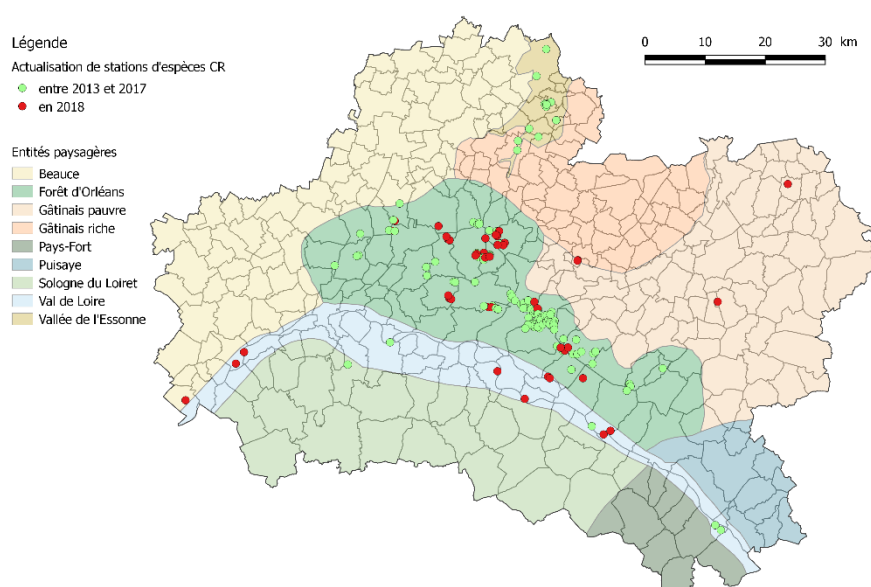 Légende
Actualisation de stations d'espèces CR
entre 2013 et 2017
en 2018
Entités paysagères
Beauce
Forêt d'Orléans
Gâtinais pauvre
Gâtinais riche
Pays-Fort
Puisaye
Sologne du Loiret
Val de Loire
Vallée de l'Essonne
0 10 20 30 km